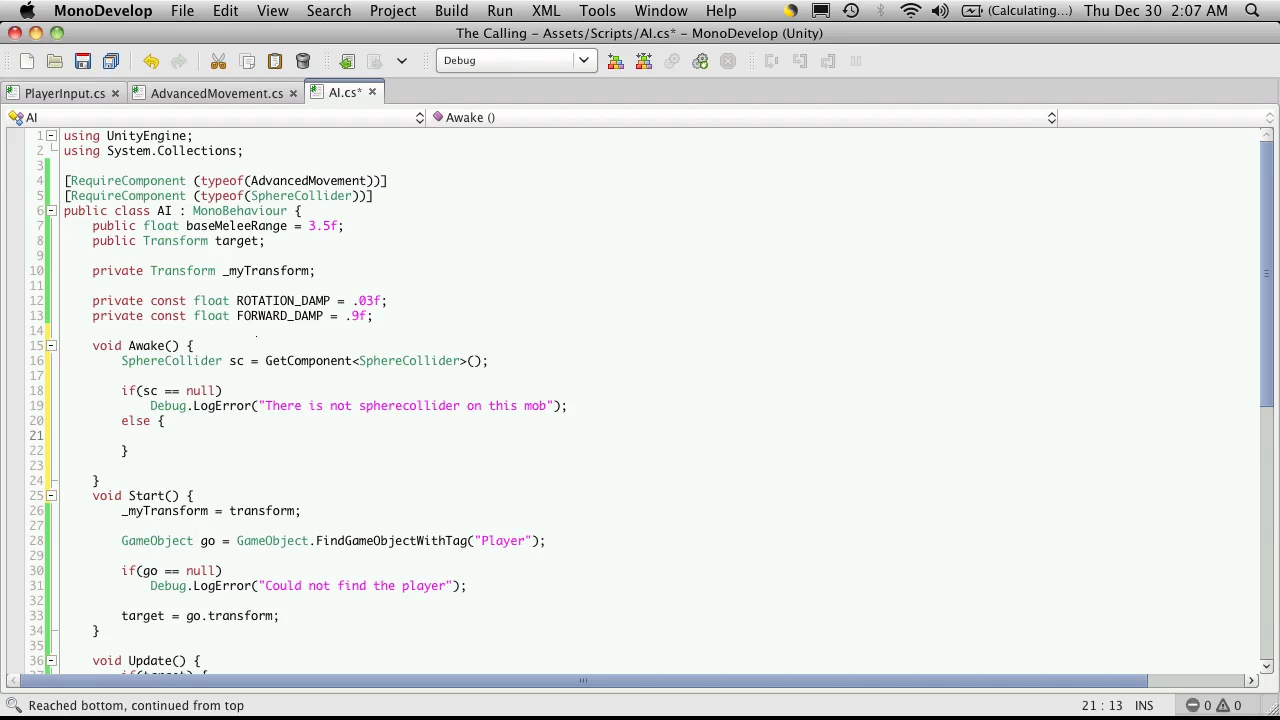 MonoDevelop File Edit View Search Project Build Run XML Tools Window Help (Calculating...) Thu Dec 30 2:07 AM
The Calling - Assets/Scripts/AI.cs* - MonoDevelop (Unity)
Debug
PlayerInput.cs AdvancedMovement.cs AI.cs*
AI Awake ()
1 using UnityEngine;
2 using System.Collections;
3
4 [RequireComponent (typeof(AdvancedMovement))]
5 [RequireComponent (typeof(SphereCollider))]
6 public class AI : MonoBehaviour {
7 public float baseMeleeRange = 3.5f;
8 public Transform target;
9
10 private Transform _myTransform;
11
12 private const float ROTATION_DAMP = .03f;
13 private const float FORWARD_DAMP = .9f;
14
15 void Awake() {
16 SphereCollider sc = GetComponent<SphereCollider>();
17
18 if(sc == null)
19 Debug.LogError("There is not spherecollider on this mob");
20 else {
21
22 }
23
24 }
25 void Start() {
26 _myTransform = transform;
27
28 GameObject go = GameObject.FindGameObjectWithTag("Player");
29
30 if(go == null)
31 Debug.LogError("Could not find the player");
32
33 target = go.transform;
34 }
35
36 void Update() {
37 if(target) {
Reached bottom, continued from top 21 : 13 INS 0 0